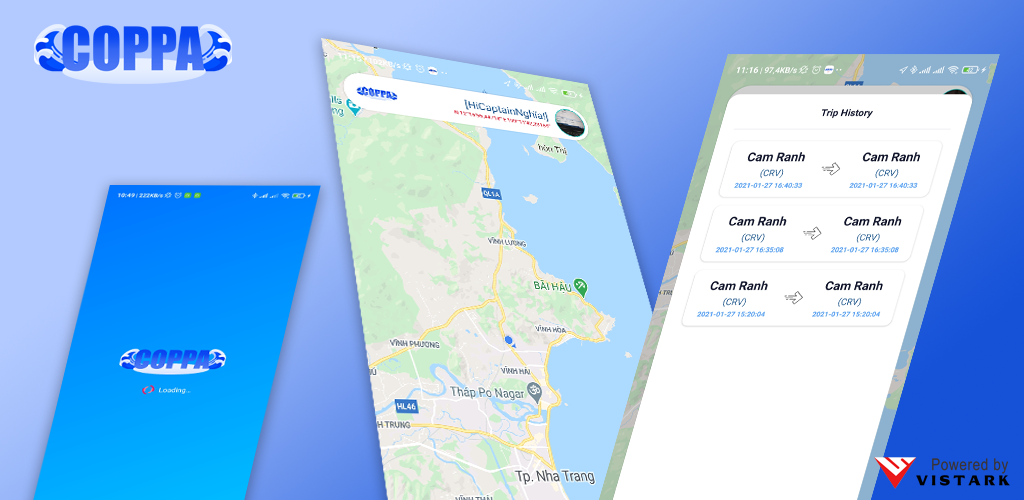 COPPA
10:49 | 222KB/s
COPPA
Loading...
COPPA
[HiCaptainNghia!]
hòn Thị
QL1A
VĨNH LƯƠNG
BÃI HẬU
VĨNH HÒA
VĨNH PHƯƠNG
VĨNH HẢI
Tháp Po Nagar
HL46
H TRUNG
Tp. Nha Trang
VĨNH THÁI
11:16 | 97,4KB/s
Trip History
Cam Ranh
Cam Ranh
(CRV)
(CRV)
2021-01-27 16:40:33
2021-01-27 16:40:33
Cam Ranh
Cam Ranh
(CRV)
(CRV)
2021-01-27 16:35:08
2021-01-27 16:35:08
Cam Ranh
Cam Ranh
(CRV)
(CRV)
2021-01-27 15:20:04
2021-01-27 15:20:04
Powered by
VISTARK